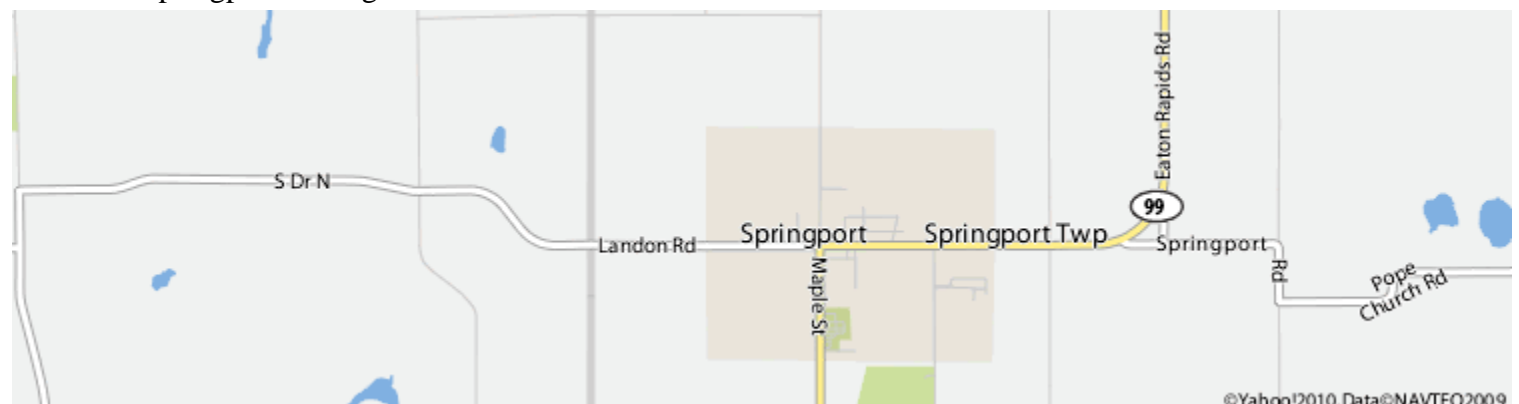 Eaton Rapids Rd
S Dr N
99
Springport
Springport Twp
Landon Rd
Springport
Rd
Maple St
Pope
Church Rd
©Yahoo!2010 Data©NAVTEQ2009